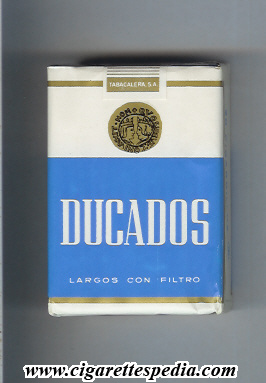 TABACALERA, S.A.
DUCADOS
LARGOS CON FILTRO
www.cigarettespedia.com